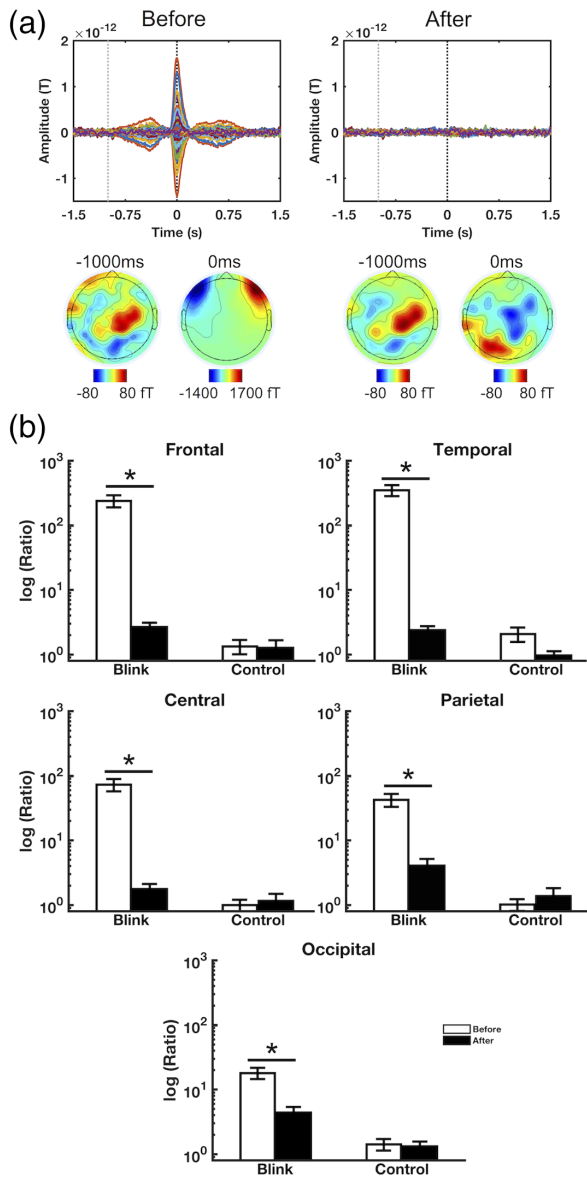 (a)
Before
After
×10⁻¹²
×10⁻¹²
2
1
0
-1
Amplitude (T)
-1.5 -0.75 0 0.75 1.5
Time (s)
2
1
0
-1
Amplitude (T)
-1.5 -0.75 0 0.75 1.5
Time (s)
-1000ms 0ms
-1000ms 0ms
-80 80 fT
-1400 1700 fT
-80 80 fT
-80 80 fT
(b)
Frontal
10³
10²
10¹
10⁰
log (Ratio)
*
Blink Control
Temporal
10³
10²
10¹
10⁰
log (Ratio)
*
Blink Control
Central
10³
10²
10¹
10⁰
log (Ratio)
*
Blink Control
Parietal
10³
10²
10¹
10⁰
log (Ratio)
*
Blink Control
Occipital
10³
10²
10¹
10⁰
log (Ratio)
*
Blink Control
Before
After